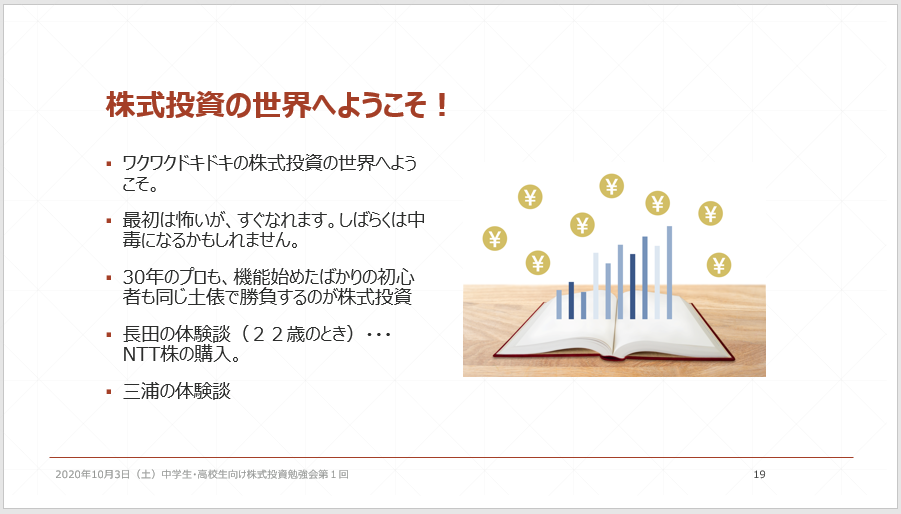 株式投資の世界へようこそ！
▪ ワクワクドキドキの株式投資の世界へよう
こそ。
▪ 最初は怖いが、すぐなれます。しばらくは中
毒になるかもしれません。
▪ 30年のプロも、機能始めたばかりの初心
者も同じ土俵で勝負するのが株式投資
▪ 長田の体験談（２２歳のとき）・・・
NTT株の購入。
▪ 三浦の体験談
¥ ¥ ¥ ¥ ¥ ¥ ¥ ¥
2020年10月3日（土）中学生・高校生向け株式投資勉強会第１回
19